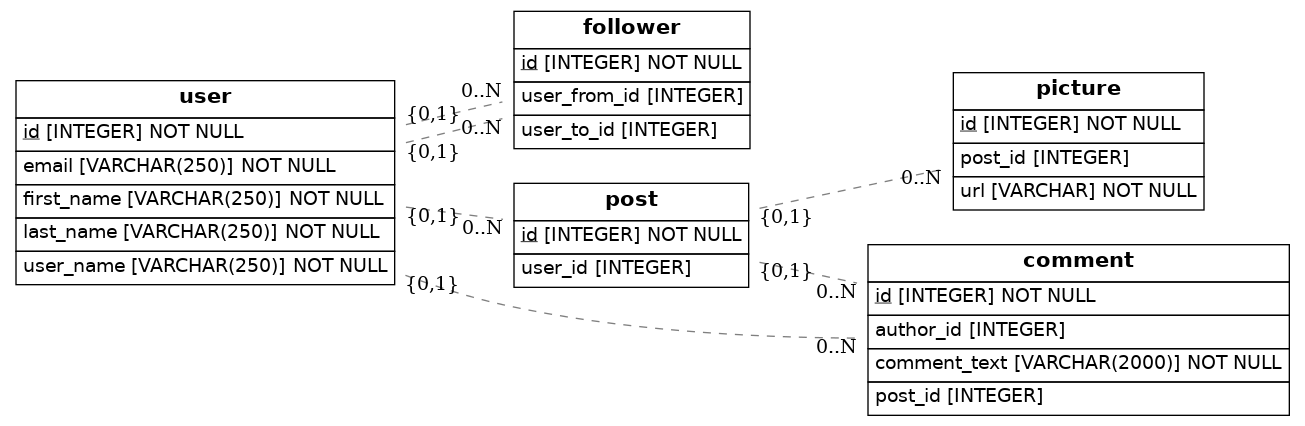 user
id [INTEGER] NOT NULL
email [VARCHAR(250)] NOT NULL
first_name [VARCHAR(250)] NOT NULL
last_name [VARCHAR(250)] NOT NULL
user_name [VARCHAR(250)] NOT NULL
{0,1}
0..N
{0,1}
0..N
{0,1}
0..N
{0,1}
0..N
follower
id [INTEGER] NOT NULL
user_from_id [INTEGER]
user_to_id [INTEGER]
post
id [INTEGER] NOT NULL
user_id [INTEGER]
{0,1}
0..N
{0,1}
0..N
picture
id [INTEGER] NOT NULL
post_id [INTEGER]
url [VARCHAR] NOT NULL
comment
id [INTEGER] NOT NULL
author_id [INTEGER]
comment_text [VARCHAR(2000)] NOT NULL
post_id [INTEGER]